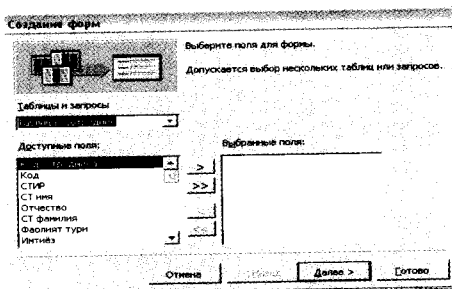 Создание форм
Выберите поля для формы.
Допускается выбор нескольких таблиц или запросов.
Таблицы и запросы
Доступные поля:
Выбранные поля:
Код
СТИР
СТ имя
Отчество
СТ фамилия
Фаолият тури
Имтиёз
>
>>
Отмена
Далее >
Готово